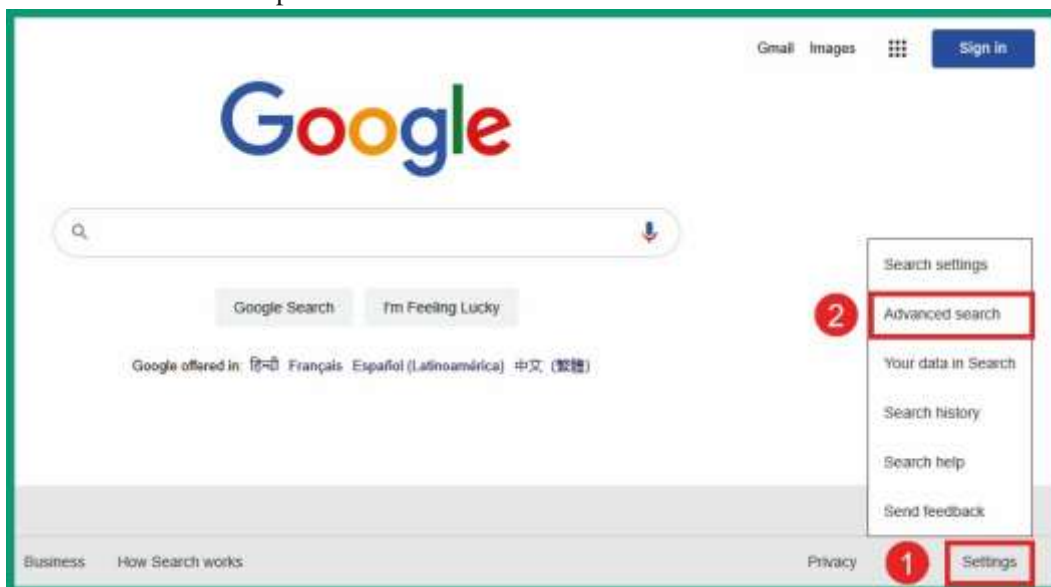 Gmail Images Sign in
Google
Google Search I'm Feeling Lucky
Google offered in: हिन्दी Français Español (Latinoamérica) 中文 (繁體)
Search settings
2 Advanced search
Your data in Search
Search history
Search help
Send feedback
Business How Search works Privacy 1 Settings